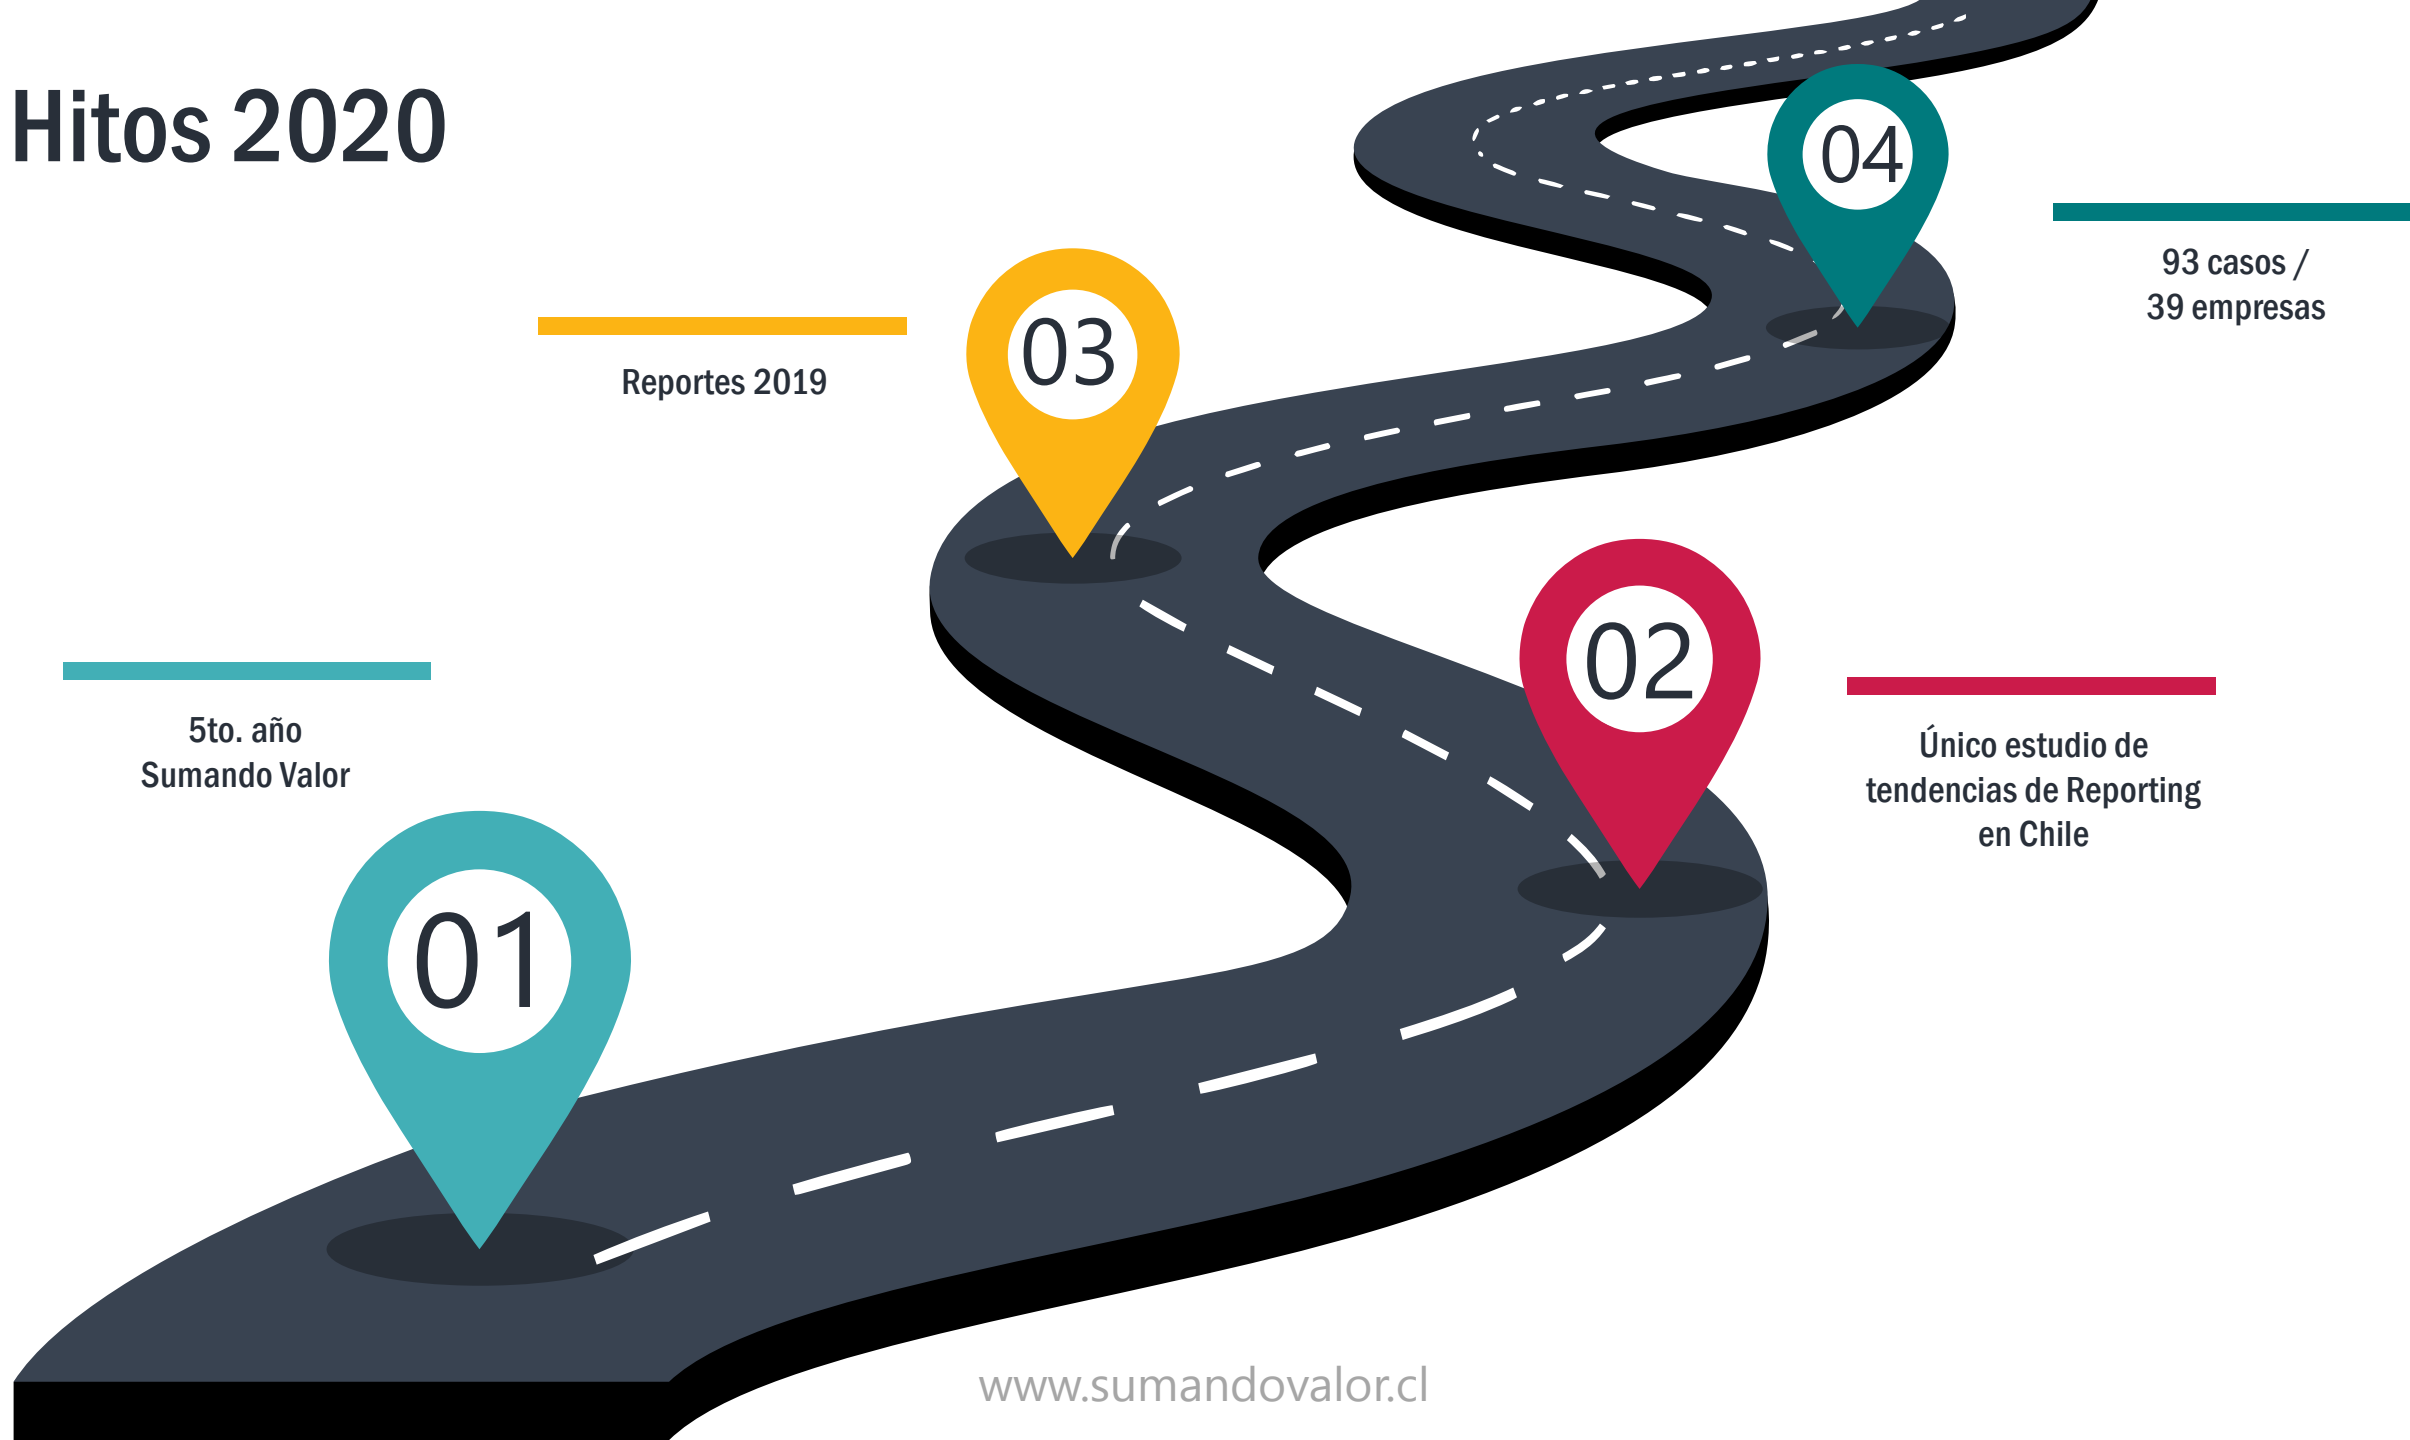 Hitos 2020
01
5to. año
Sumando Valor
02
Único estudio de
tendencias de Reporting
en Chile
03
Reportes 2019
04
93 casos /
39 empresas
www.sumandovalor.cl